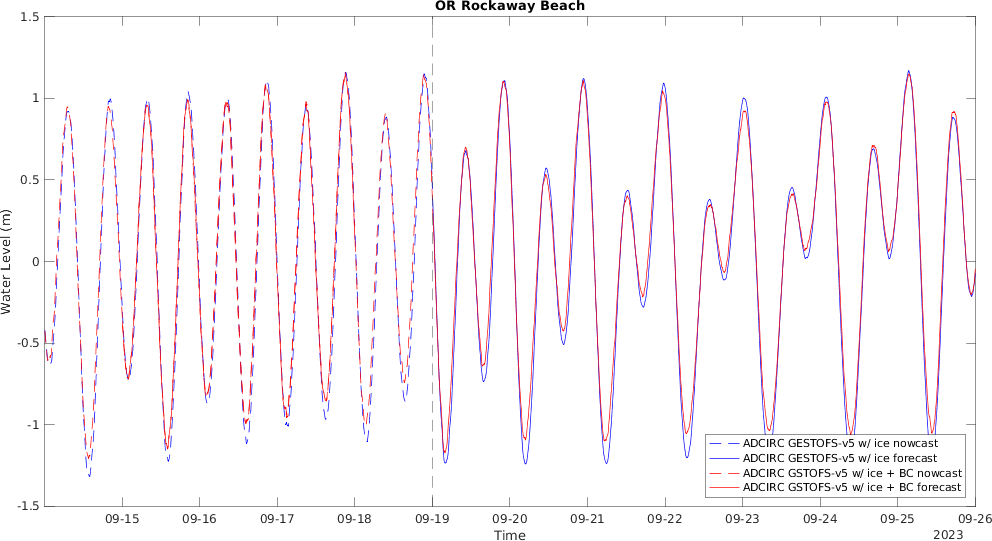 OR Rockaway Beach
1.5
1
0.5
0
-0.5
-1
-1.5
Water Level (m)
09-15 09-16 09-17 09-18 09-19 09-20 09-21 09-22 09-23 09-24 09-25 09-26
Time
2023
ADCIRC GESTOFS-v5 w/ ice nowcast
ADCIRC GESTOFS-v5 w/ ice forecast
ADCIRC GSTOFS-v5 w/ ice + BC nowcast
ADCIRC GSTOFS-v5 w/ ice + BC forecast